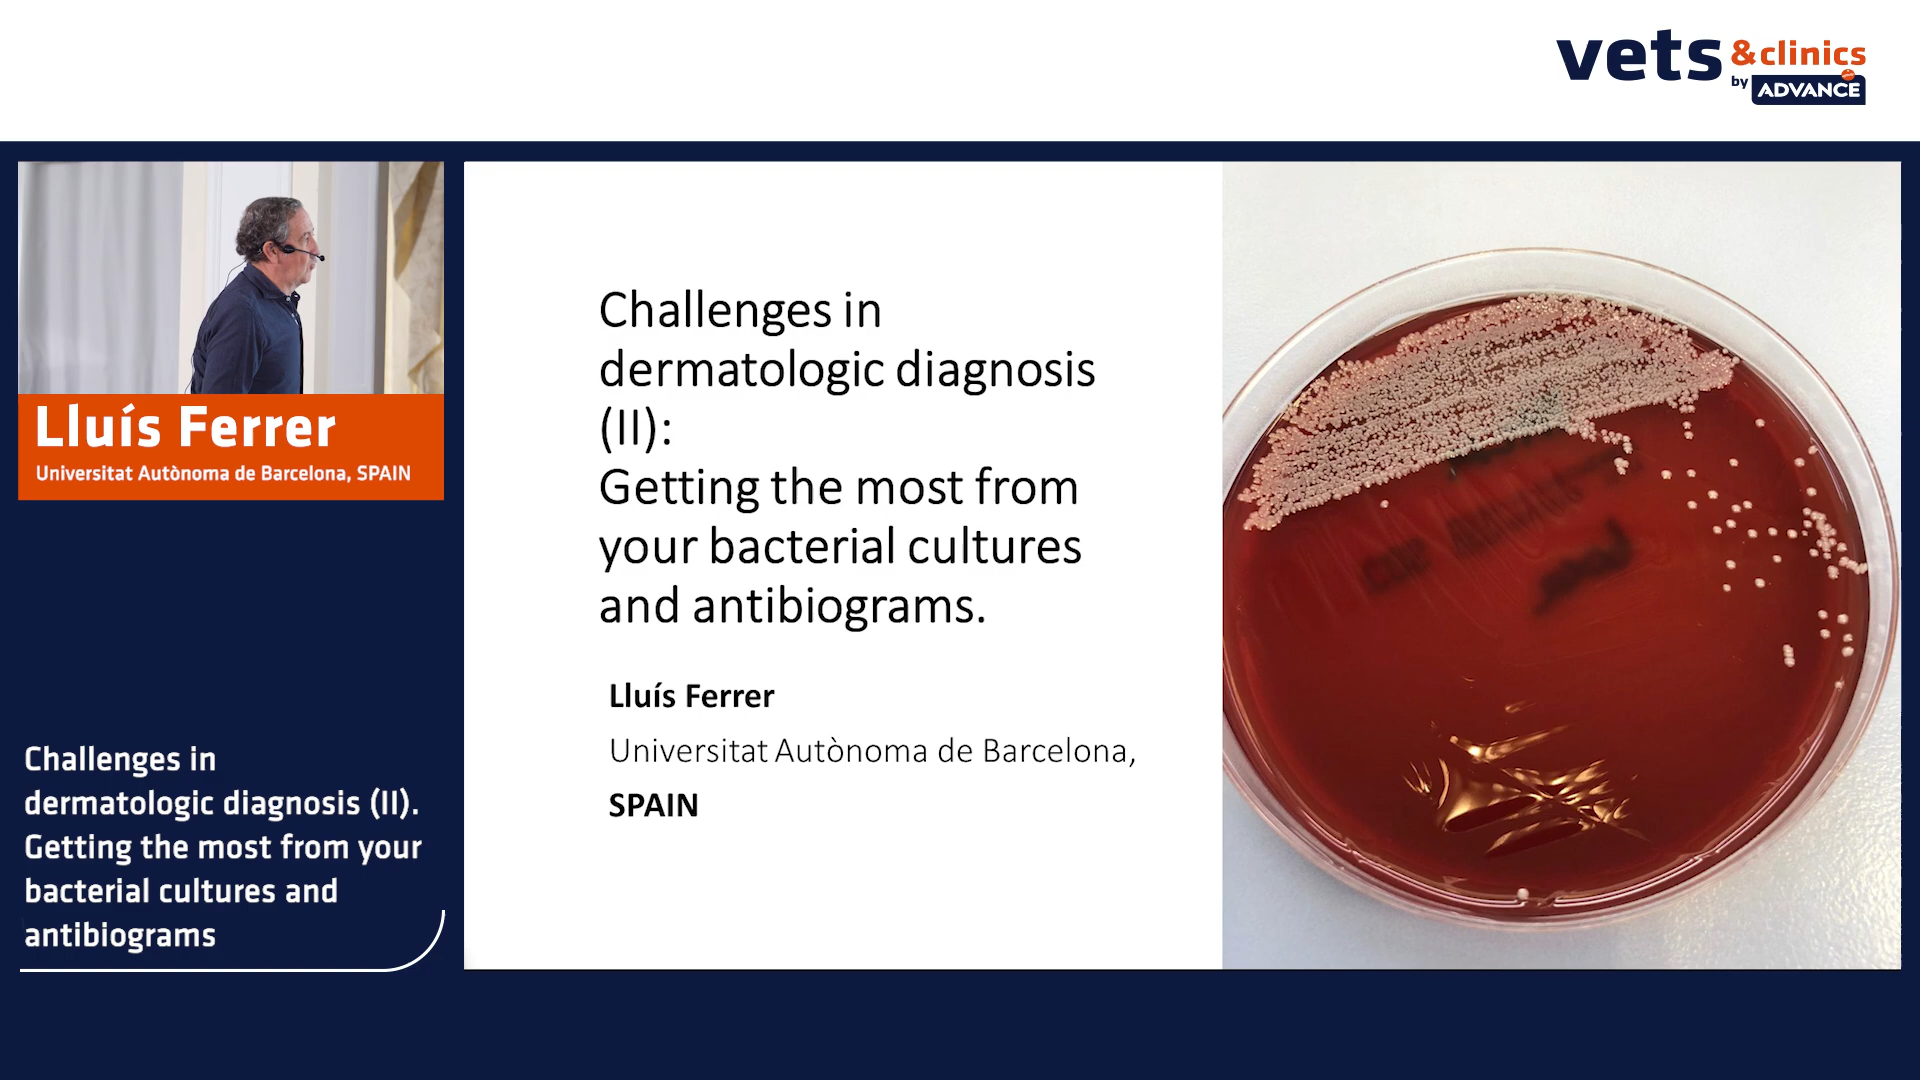 vets &clinics
by ADVANCE
Lluís Ferrer
Universitat Autònoma de Barcelona, SPAIN
Challenges in
dermatologic diagnosis (II).
Getting the most from your
bacterial cultures and
antibiograms
Challenges in
dermatologic diagnosis
(II):
Getting the most from
your bacterial cultures
and antibiograms.
Lluís Ferrer
Universitat Autònoma de Barcelona,
SPAIN